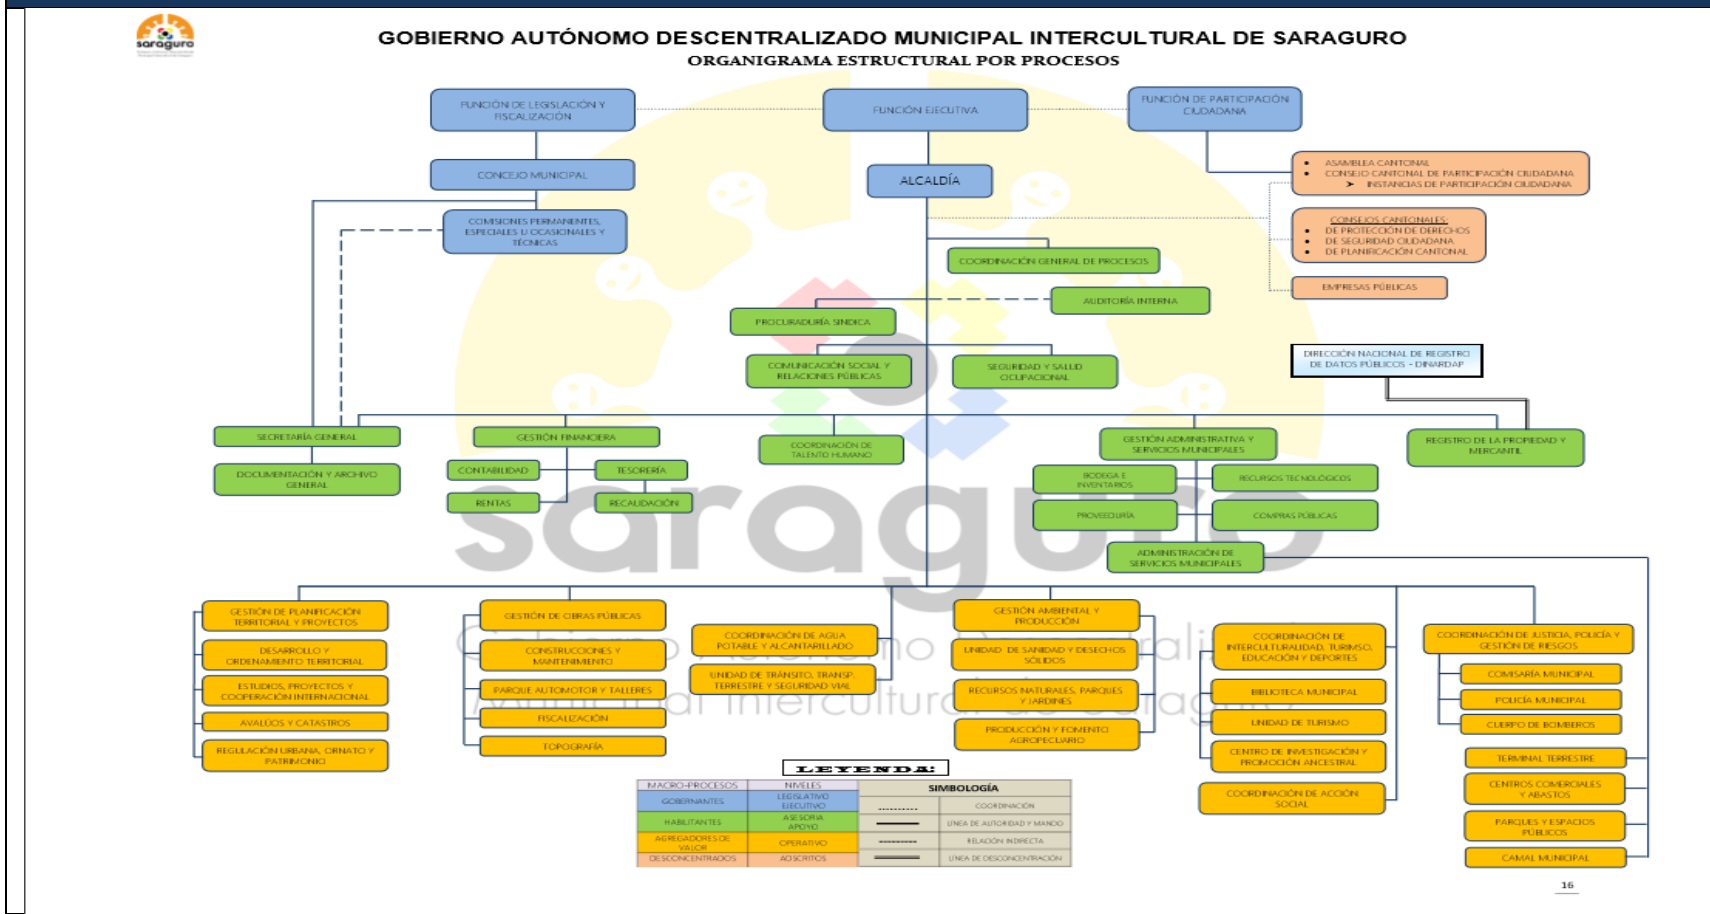 saraguro
GOBIERNO AUTÓNOMO DESCENTRALIZADO MUNICIPAL INTERCULTURAL DE SARAGURO
ORGANIGRAMA ESTRUCTURAL POR PROCESOS
FUNCIÓN DE LEGISLACIÓN Y
FISCALIZACIÓN
FUNCIÓN EJECUTIVA
FUNCIÓN DE PARTICIPACIÓN
CIUDADANA
CONCEJO MUNICIPAL
ALCALDÍA
• ASAMBLEA CANTONAL
• CONSEJO CANTONAL DE PARTICIPACIÓN CIUDADANA
➤ INSTANCIAS DE PARTICIPACIÓN CIUDADANA
COMISIONES PERMANENTES,
ESPECIALES U OCASIONALES Y
TÉCNICAS
CONSEJOS CANTONALES:
• DE PROTECCIÓN DE DERECHOS
• DE SEGURIDAD CIUDADANA
• DE PLANIFICACIÓN CANTONAL
COORDINACIÓN GENERAL DE PROCESOS
EMPRESAS PÚBLICAS
AUDITORÍA INTERNA
PROCURADURÍA SINDICA
COMUNICACIÓN SOCIAL Y
RELACIONES PÚBLICAS
SEGURIDAD Y SALUD
OCUPACIONAL
DIRECCIÓN NACIONAL DE REGISTRO
DE DATOS PÚBLICOS - DINARDAP
SECRETARÍA GENERAL
DOCUMENTACIÓN Y ARCHIVO
GENERAL
GESTIÓN FINANCIERA
CONTABILIDAD
TESORERÍA
RENTAS
RECAUDACIÓN
COORDINACIÓN DE
TALENTO HUMANO
GESTIÓN ADMINISTRATIVA Y
SERVICIOS MUNICIPALES
BODEGA E
INVENTARIOS
RECURSOS TECNOLÓGICOS
PROVEEDURÍA
COMPRAS PÚBLICAS
ADMINISTRACIÓN DE
SERVICIOS MUNICIPALES
REGISTRO DE LA PROPIEDAD Y
MERCANTIL
saraguro
Gobierno Autónomo Descentralizado
Municipal Intercultural de Saraguro
GESTIÓN DE PLANIFICACIÓN
TERRITORIAL Y PROYECTOS
DESARROLLO Y
ORDENAMIENTO TERRITORIAL
ESTUDIOS, PROYECTOS Y
COOPERACIÓN INTERNACIONAL
AVALÚOS Y CATASTROS
REGULACIÓN URBANA, ORNATO Y
PATRIMONIO
GESTIÓN DE OBRAS PÚBLICAS
CONSTRUCCIONES Y
MANTENIMIENTO
PARQUE AUTOMOTOR Y TALLERES
FISCALIZACIÓN
TOPOGRAFÍA
COORDINACIÓN DE AGUA
POTABLE Y ALCANTARILLADO
UNIDAD DE TRÁNSITO, TRANSP.
TERRESTRE Y SEGURIDAD VIAL
GESTIÓN AMBIENTAL Y
PRODUCCIÓN
UNIDAD DE SANIDAD Y DESECHOS
SÓLIDOS
RECURSOS NATURALES, PARQUES
Y JARDINES
PRODUCCIÓN Y FOMENTO
AGROPECUARIO
COORDINACIÓN DE
INTERCULTURALIDAD, TURIMSO,
EDUCACIÓN Y DEPORTES
BIBLIOTECA MUNICIPAL
UNIDAD DE TURISMO
CENTRO DE INVESTIGACIÓN Y
PROMOCIÓN ANCESTRAL
COORDINACIÓN DE ACCIÓN
SOCIAL
COORDINACIÓN DE JUSTICIA, POLICÍA Y
GESTIÓN DE RIESGOS
COMISARÍA MUNICIPAL
POLICÍA MUNICIPAL
CUERPO DE BOMBEROS
TERMINAL TERRESTRE
CENTROS COMERCIALES
Y ABASTOS
PARQUES Y ESPACIOS
PÚBLICOS
CAMAL MUNICIPAL
LEYENDA:
MACRO-PROCESOS NIVELES SIMBOLOGÍA
GOBERNANTES LEGISLATIVO
EJECUTIVO COORDINACIÓN
HABILITANTES ASESORIA
APOYO LÍNEA DE AUTORIDAD Y MANDO
AGREGADORES DE
VALOR OPERATIVO RELACIÓN INDIRECTA
DESCONCENTRADOS ADSCRITOS LÍNEA DE DESCONCENTRACIÓN
16